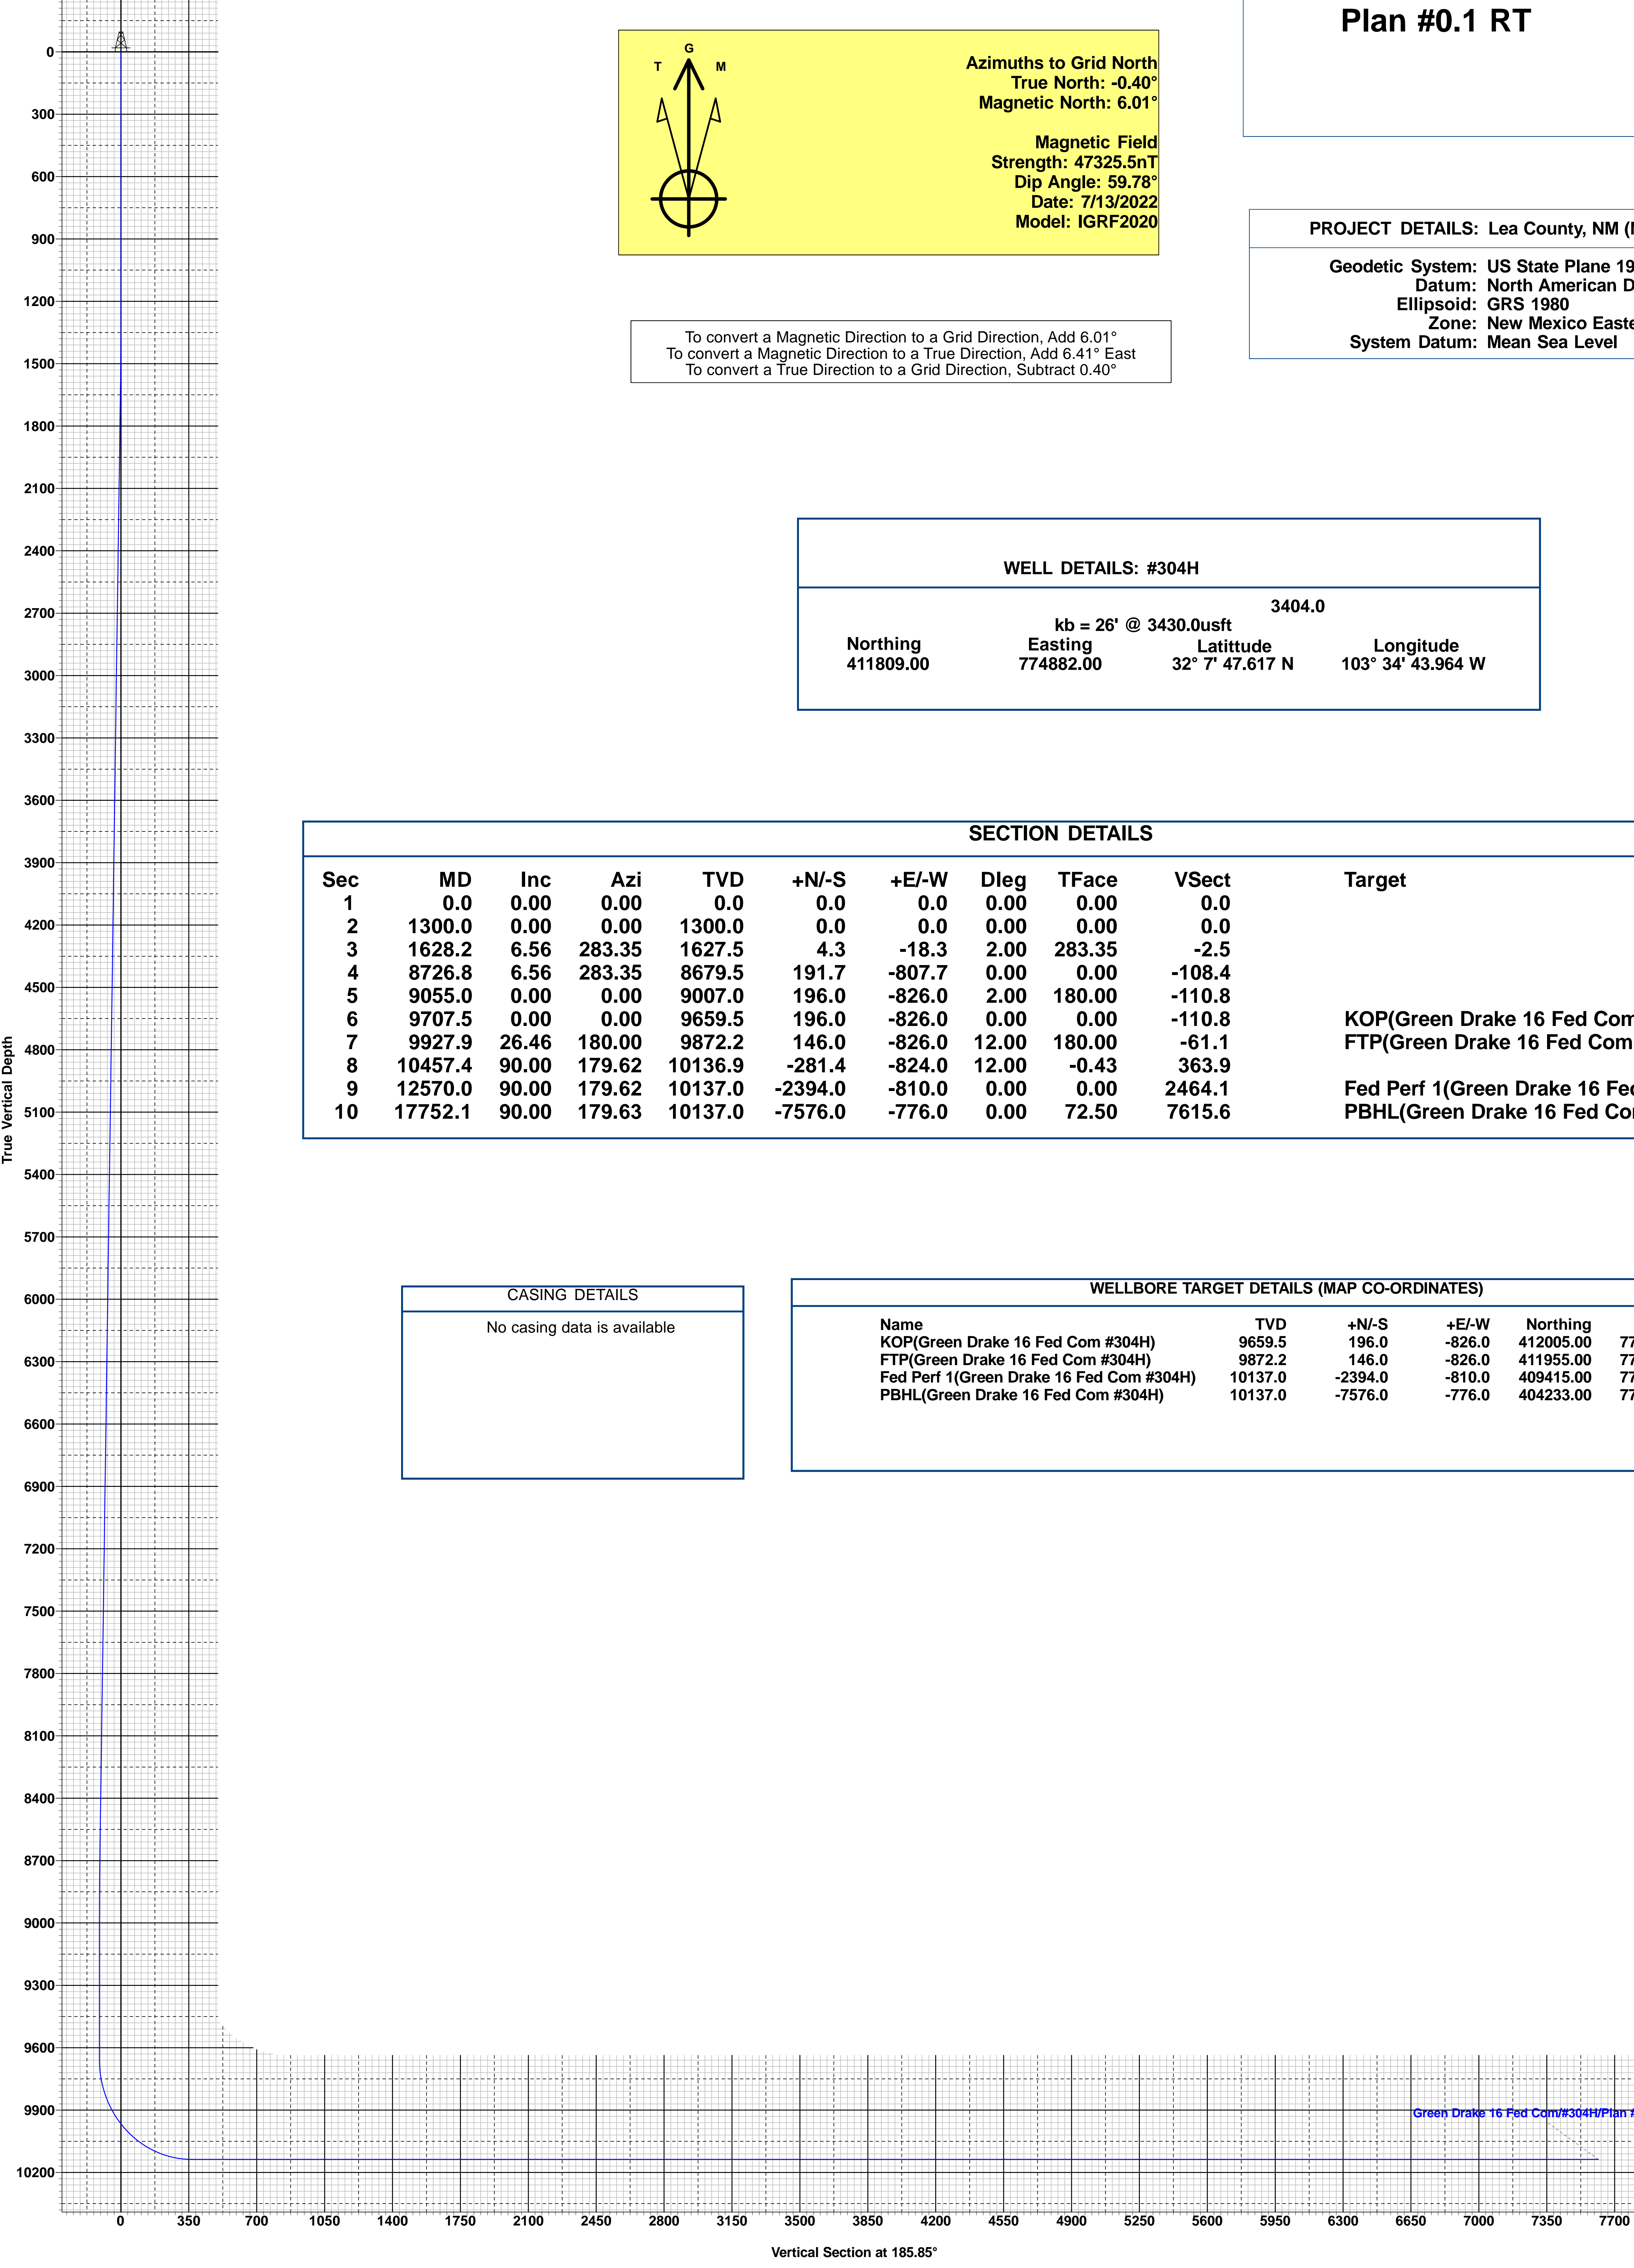 Plan #0.1 RT
G
T M
Azimuths to Grid North
True North: -0.40°
Magnetic North: 6.01°
Magnetic Field
Strength: 47325.5nT
Dip Angle: 59.78°
Date: 7/13/2022
Model: IGRF2020
To convert a Magnetic Direction to a Grid Direction, Add 6.01°
To convert a Magnetic Direction to a True Direction, Add 6.41° East
To convert a True Direction to a Grid Direction, Subtract 0.40°
PROJECT DETAILS: Lea County, NM
Geodetic System: US State Plane 19
Datum: North American D
Ellipsoid: GRS 1980
Zone: New Mexico Easte
System Datum: Mean Sea Level
WELL DETAILS: #304H
3404.0
kb = 26' @ 3430.0usft
Northing Easting Latittude Longitude
411809.00 774882.00 32° 7' 47.617 N 103° 34' 43.964 W
SECTION DETAILS
Sec MD Inc Azi TVD +N/-S +E/-W Dleg TFace VSect Target
1 0.0 0.00 0.00 0.0 0.0 0.0 0.00 0.00 0.0
2 1300.0 0.00 0.00 1300.0 0.0 0.0 0.00 0.00 0.0
3 1628.2 6.56 283.35 1627.5 4.3 -18.3 2.00 283.35 -2.5
4 8726.8 6.56 283.35 8679.5 191.7 -807.7 0.00 0.00 -108.4
5 9055.0 0.00 0.00 9007.0 196.0 -826.0 2.00 180.00 -110.8
6 9707.5 0.00 0.00 9659.5 196.0 -826.0 0.00 0.00 -110.8 KOP(Green Drake 16 Fed Com
7 9927.9 26.46 180.00 9872.2 146.0 -826.0 12.00 180.00 -61.1 FTP(Green Drake 16 Fed Com
8 10457.4 90.00 179.62 10136.9 -281.4 -824.0 12.00 -0.43 363.9
9 12570.0 90.00 179.62 10137.0 -2394.0 -810.0 0.00 0.00 2464.1 Fed Perf 1(Green Drake 16 Fe
10 17752.1 90.00 179.63 10137.0 -7576.0 -776.0 0.00 72.50 7615.6 PBHL(Green Drake 16 Fed Co
CASING DETAILS
No casing data is available
WELLBORE TARGET DETAILS (MAP CO-ORDINATES)
Name TVD +N/-S +E/-W Northing
KOP(Green Drake 16 Fed Com #304H) 9659.5 196.0 -826.0 412005.00 77
FTP(Green Drake 16 Fed Com #304H) 9872.2 146.0 -826.0 411955.00 77
Fed Perf 1(Green Drake 16 Fed Com #304H) 10137.0 -2394.0 -810.0 409415.00 77
PBHL(Green Drake 16 Fed Com #304H) 10137.0 -7576.0 -776.0 404233.00 77
True Vertical Depth
0
300
600
900
1200
1500
1800
2100
2400
2700
3000
3300
3600
3900
4200
4500
4800
5100
5400
5700
6000
6300
6600
6900
7200
7500
7800
8100
8400
8700
9000
9300
9600
9900
10200
Green Drake 16 Fed Com/#304H/Plan #
0 350 700 1050 1400 1750 2100 2450 2800 3150 3500 3850 4200 4550 4900 5250 5600 5950 6300 6650 7000 7350 7700
Vertical Section at 185.85°